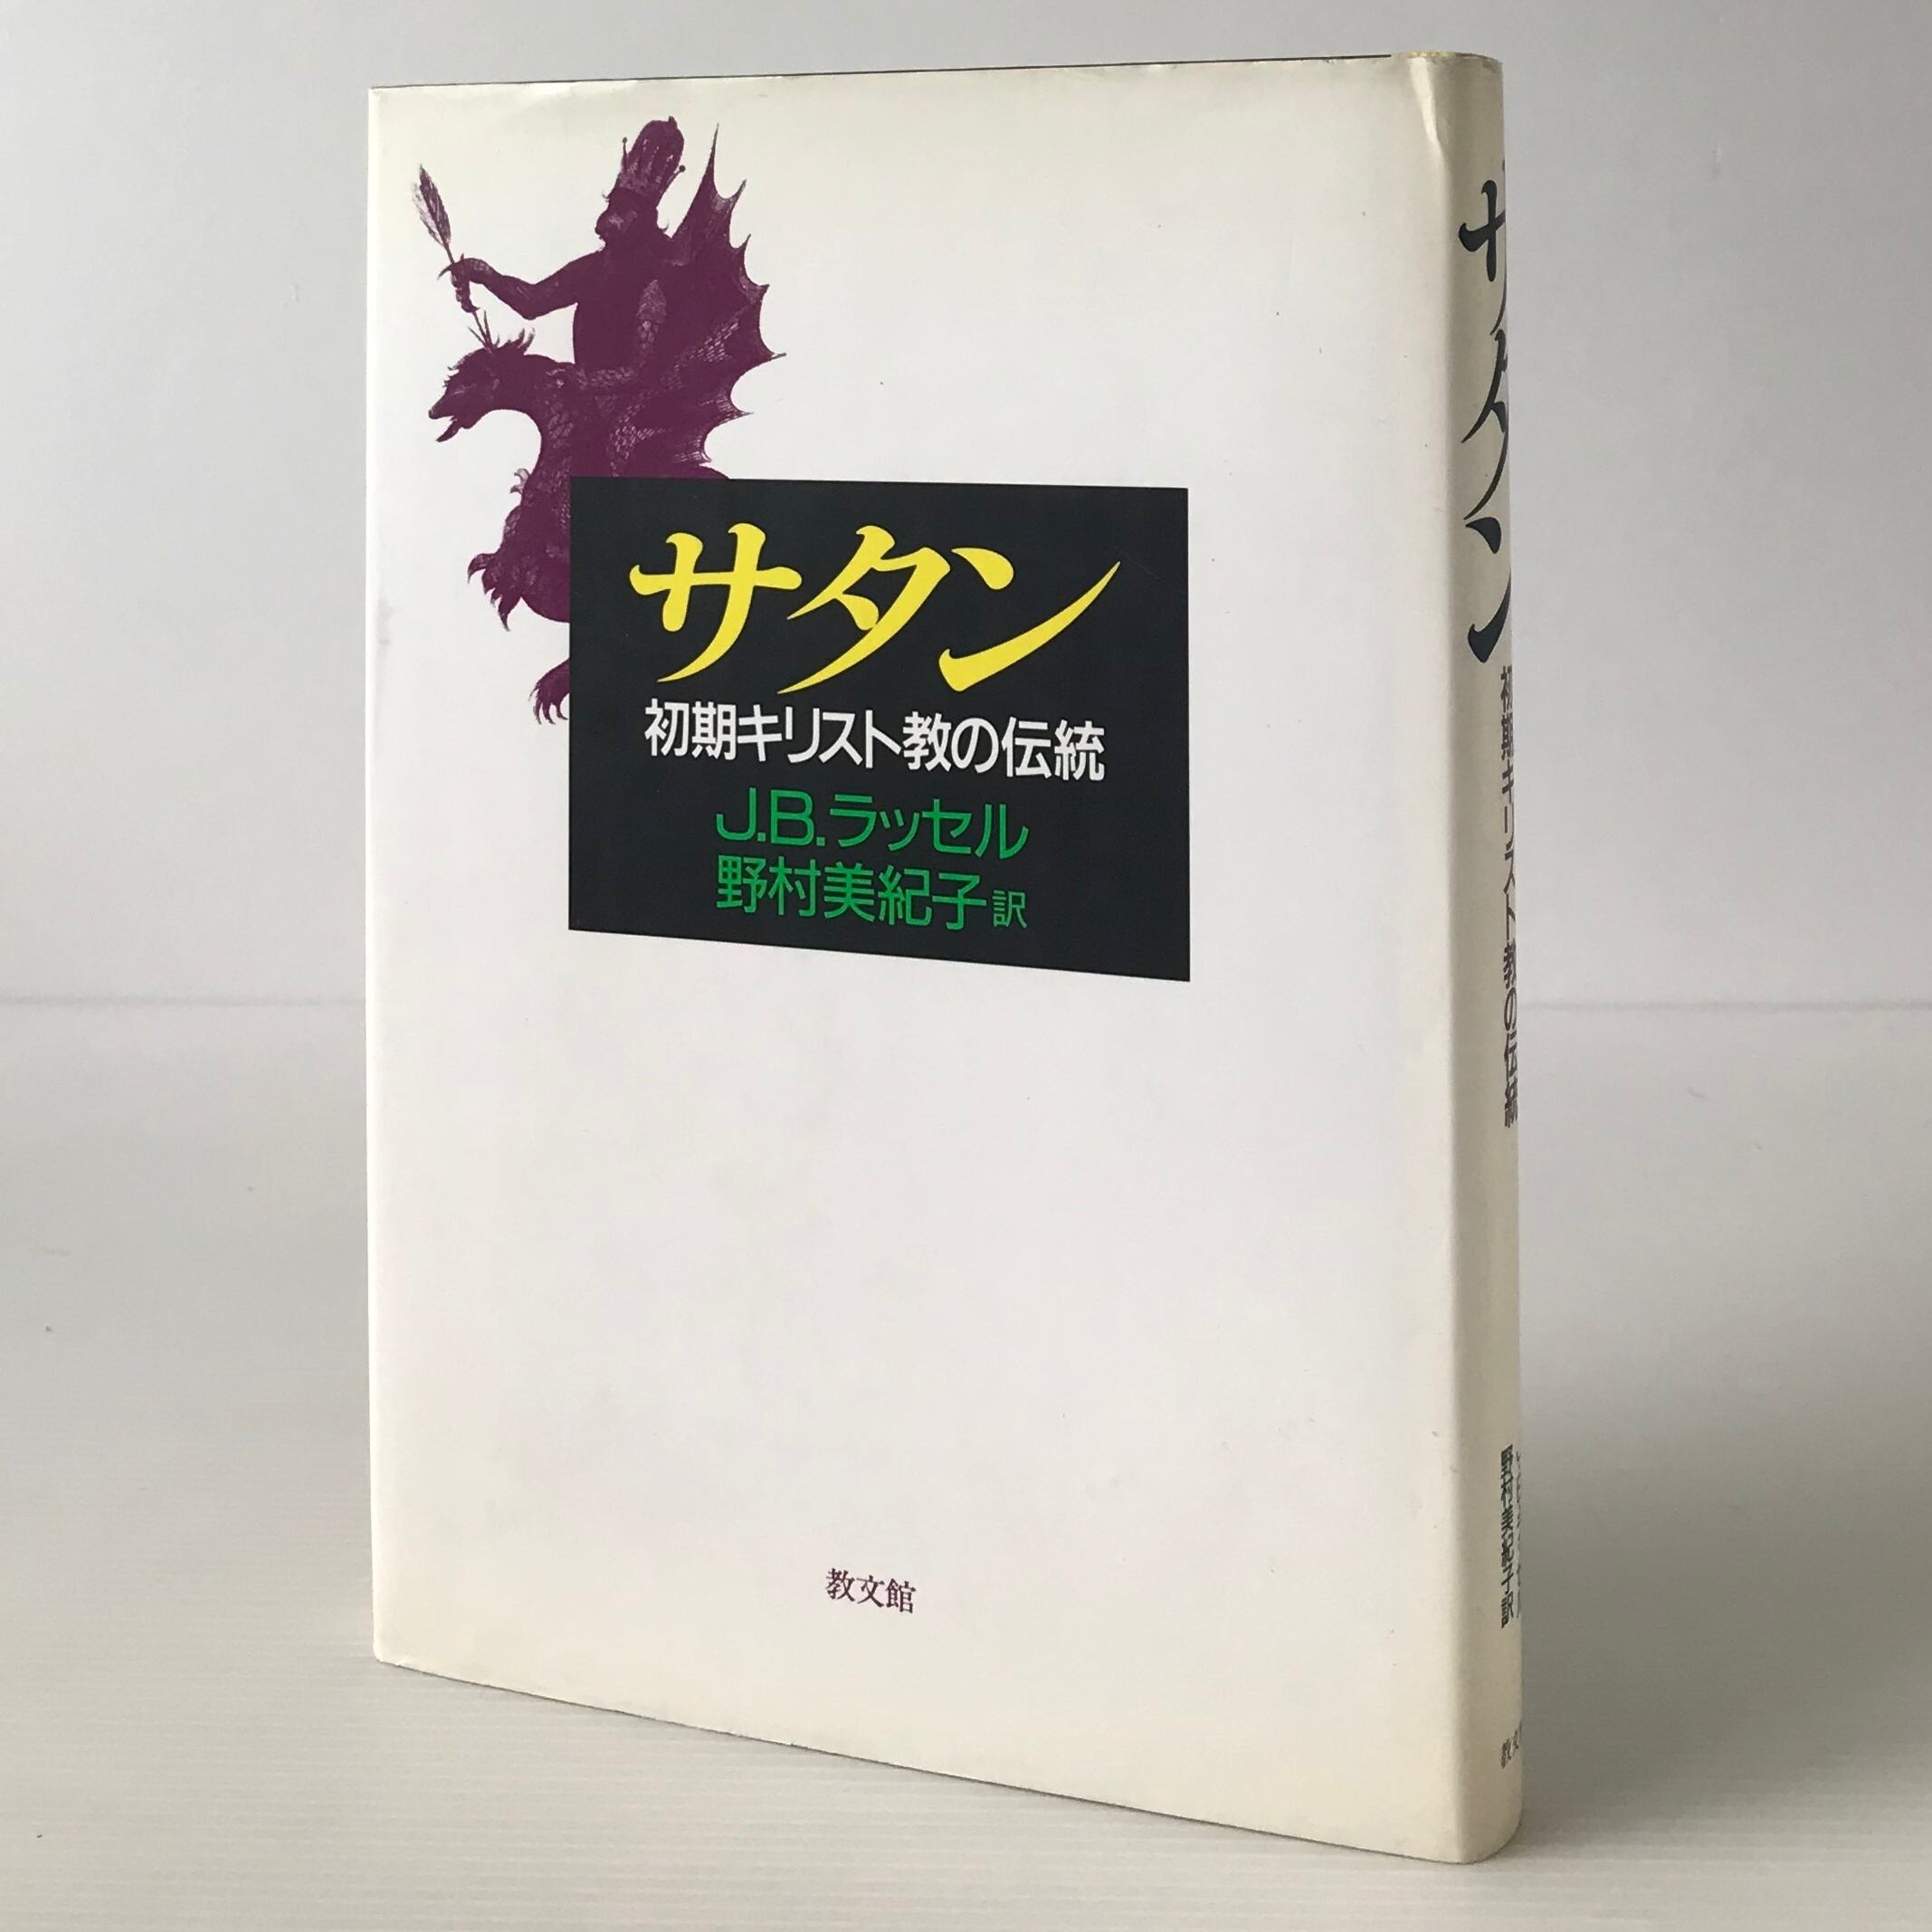 サタン
初期キリスト教の伝統
J.B.ラッセル
野村美紀子訳
教文館
サタン
初期キリスト教の伝統
野村美紀子訳
教文